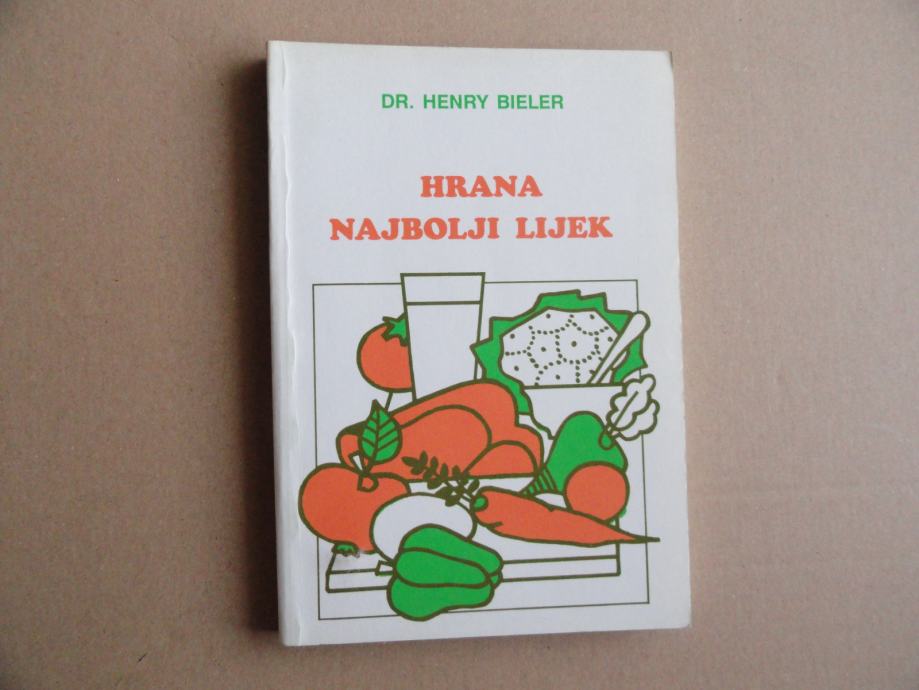 DR. HENRY BIELER
HRANA
NAJBOLJI LIJEK